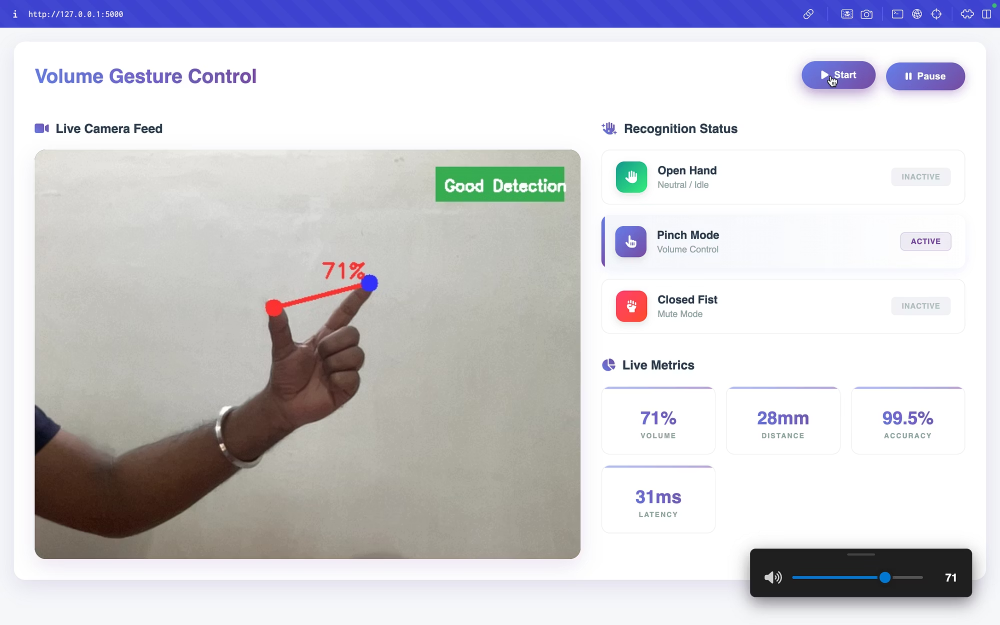 http://127.0.0.1:5000
Volume Gesture Control
Start
Pause
Live Camera Feed
Good Detection
71%
Recognition Status
Open Hand
Neutral / Idle
INACTIVE
Pinch Mode
Volume Control
ACTIVE
Closed Fist
Mute Mode
INACTIVE
Live Metrics
71%
VOLUME
28mm
DISTANCE
99.5%
ACCURACY
31ms
LATENCY
71